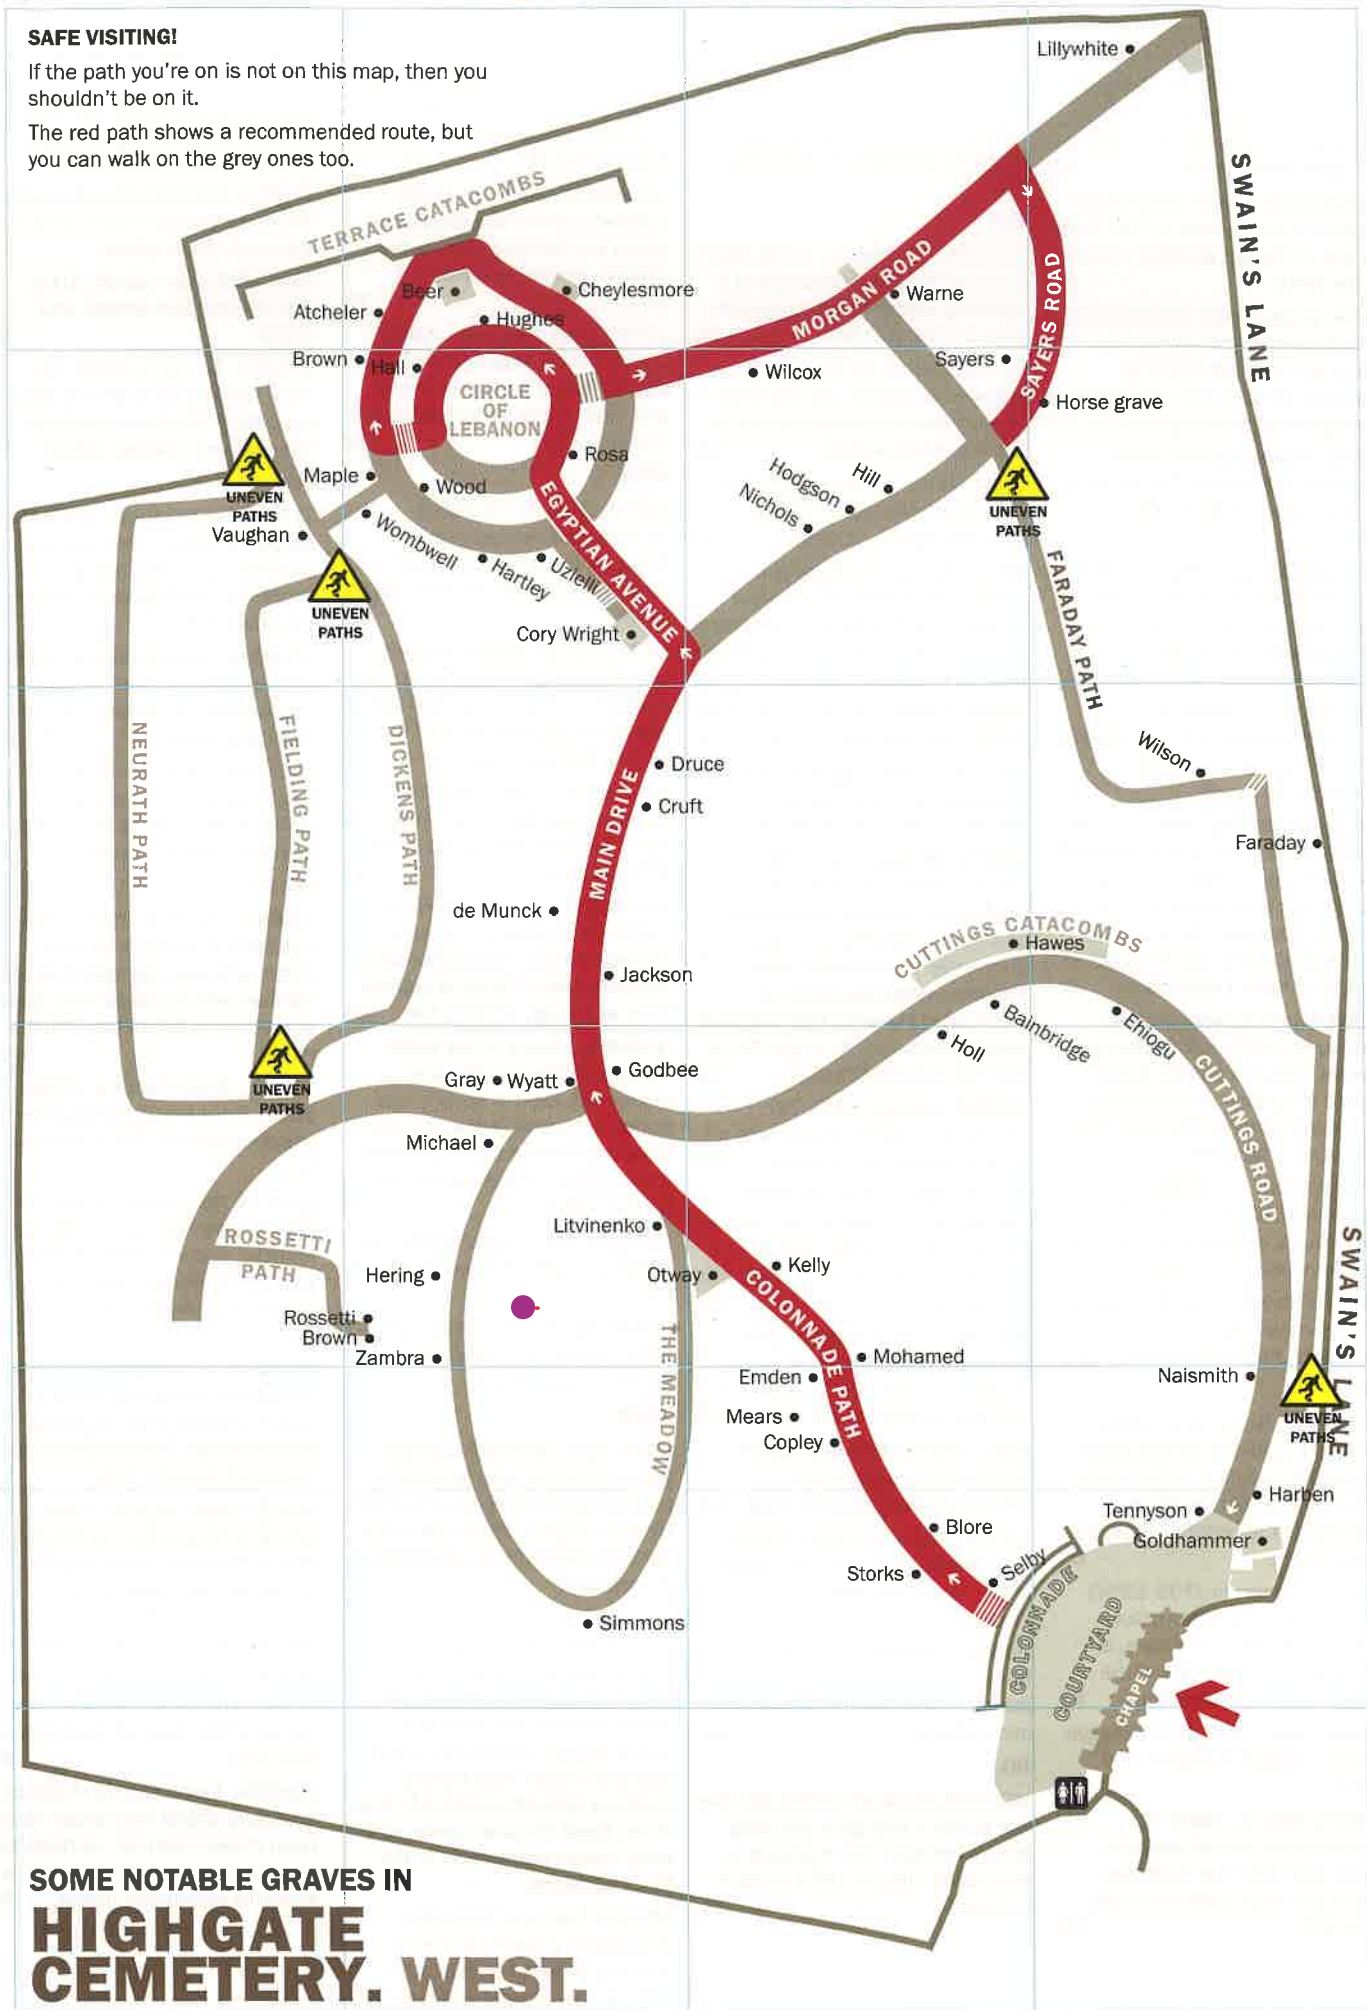 SAFE VISITING!
If the path you're on is not on this map, then you
shouldn't be on it.
The red path shows a recommended route, but
you can walk on the grey ones too.
Lillywhite
SWAIN'S LANE
TERRACE CATACOMBS
Beer
Cheylesmore
Atcheler
Hughes
MORGAN ROAD
Warne
SAYERS ROAD
Brown
Hall
Wilcox
Sayers
CIRCLE
OF
LEBANON
Horse grave
Rosa
Maple
Wood
Hodgson
Hill
Nichols
UNEVEN
PATHS
Vaughan
Wombwell
Hartley
Uzielli
EGYPTIAN AVENUE
UNEVEN
PATHS
UNEVEN
PATHS
Cory Wright
FARADAY PATH
NEURATH PATH
FIELDING PATH
DICKENS PATH
Druce
Wilson
Cruft
MAIN DRIVE
Faraday
de Munck
CUTTINGS CATACOMBS
Hawes
Jackson
Bainbridge
Ehiogu
Holl
UNEVEN
PATHS
Gray
Wyatt
Godbee
CUTTINGS ROAD
Michael
Litvinenko
ROSSETTI
PATH
Hering
Otway
Kelly
COLONNADE PATH
SWAIN'S LANE
Rossetti
Brown
Zambra
THE MEADOW
Mohamed
Emden
Naismith
Mears
Copley
UNEVEN
PATHS
Harben
Tennyson
Blore
Goldhammer
Storks
Selby
Simmons
COLONNADE
COURTYARD
CHAPEL
SOME NOTABLE GRAVES IN
HIGHGATE
CEMETERY. WEST.